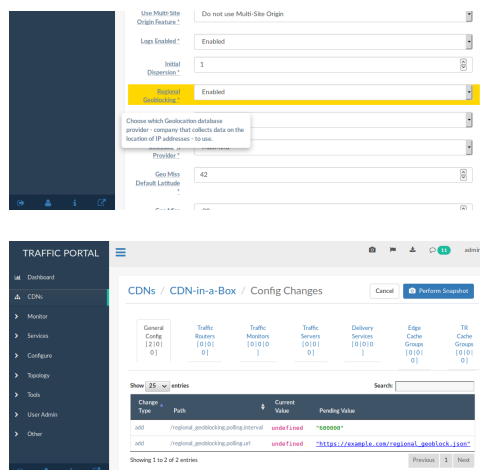 Use Multi-Site Do not use Multi-Site Origin
Origin Feature *
Logs Enabled * Enabled
Initial 1
Dispersion *
Regional Enabled
Geoblocking *
Choose which Geolocation database
provider - company that collects data on the
location of IP addresses - to use.
Provider *
Geo Miss 42
Default Latitude
*
TRAFFIC PORTAL 11 admin
Dashboard
CDNs
Monitor
Services
Configure
Topology
Tools
User Admin
Other
CDNs / CDN-in-a-Box / Config Changes Cancel Perform Snapshot
General Traffic Traffic Traffic Delivery Edge TR
Config Routers Monitors Servers Services Cache Cache
[ 2 | 0 | [ 0 | 0 | [ 0 | 0 | 0 [ 0 | 0 | [ 0 | 0 | 0 Groups Groups
0 ] 0 ] ] 0 ] ] [ 0 | 0 | [ 0 | 0 |
0 ] 0 ]
Show 25 entries Search:
Change Current
Type Path Value Pending Value
add /regional_geoblocking.polling.interval undefined "600000"
add /regional_geoblocking.polling.url undefined "https://example.com/regional_geoblock.json"
Showing 1 to 2 of 2 entries Previous 1 Next